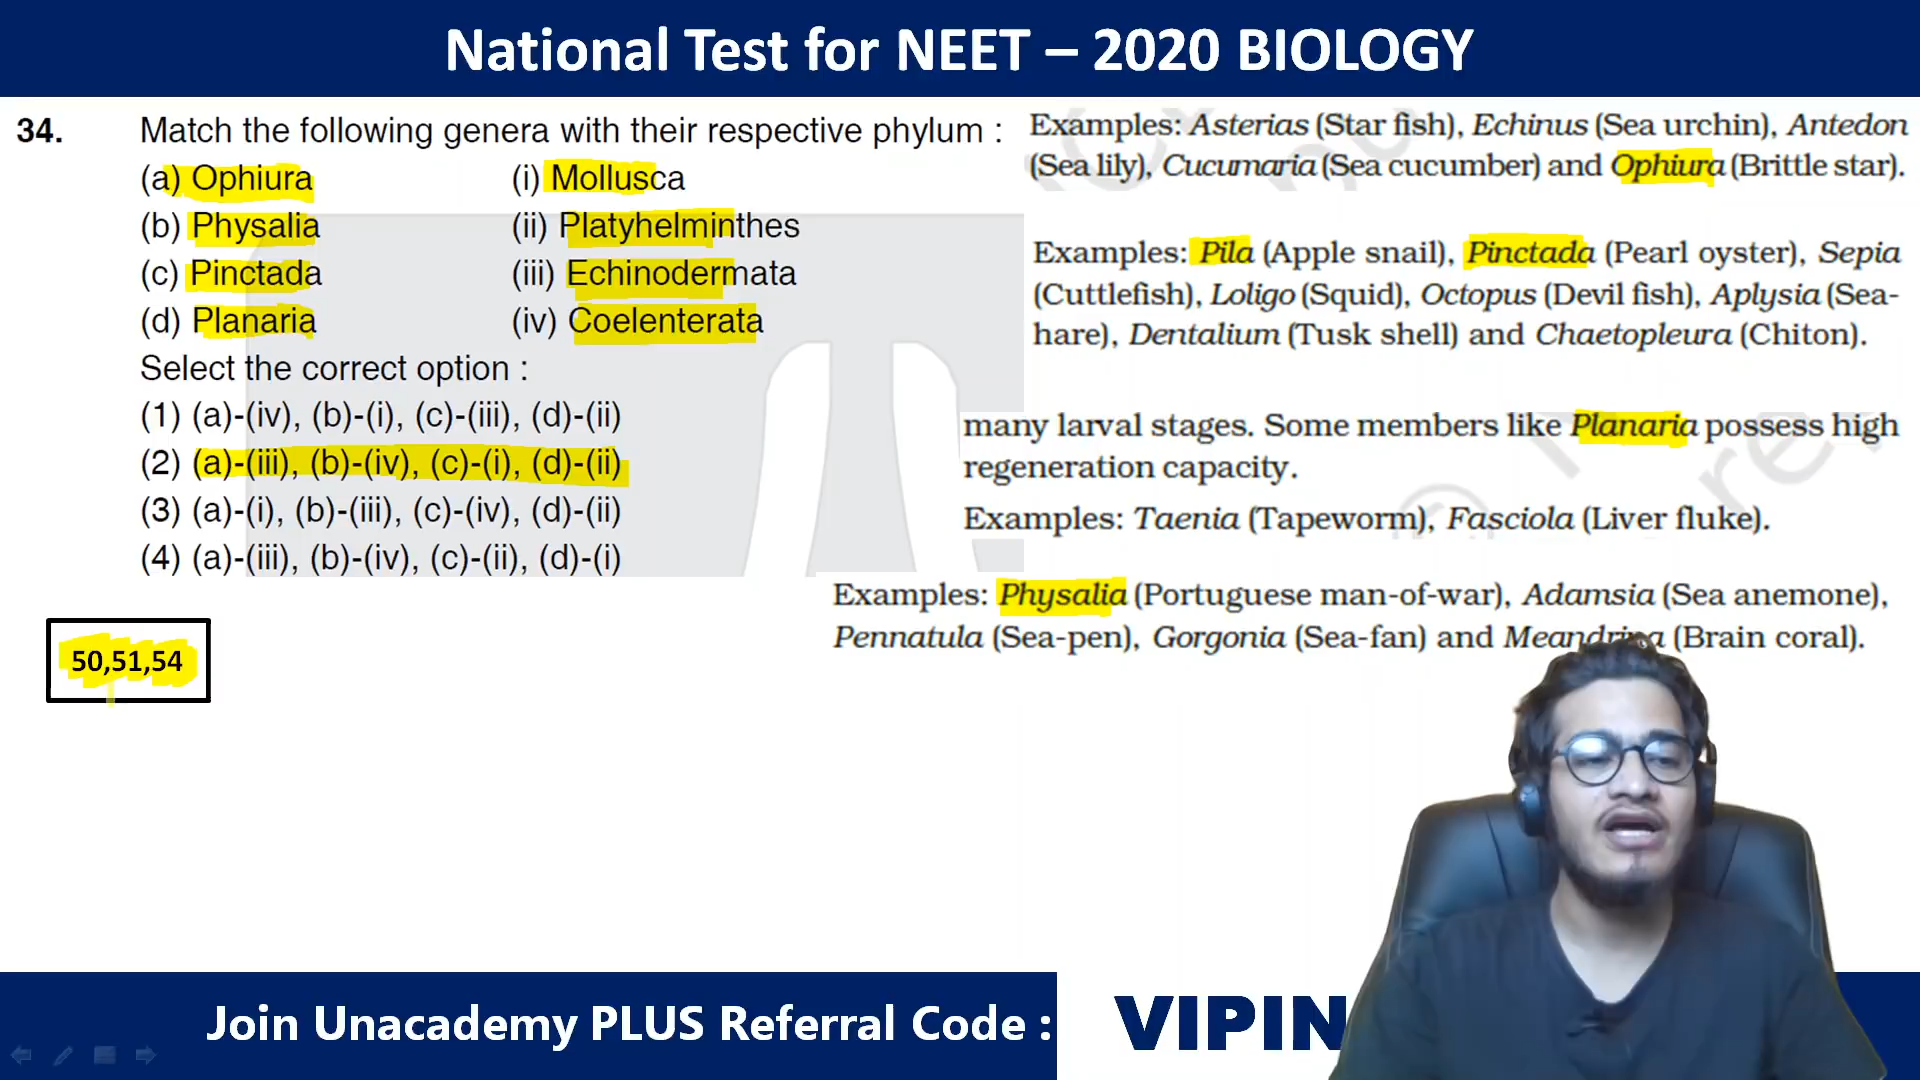 National Test for NEET – 2020 BIOLOGY
34. Match the following genera with their respective phylum :
(a) Ophiura (i) Mollusca
(b) Physalia (ii) Platyhelminthes
(c) Pinctada (iii) Echinodermata
(d) Planaria (iv) Coelenterata
Select the correct option :
(1) (a)-(iv), (b)-(i), (c)-(iii), (d)-(ii)
(2) (a)-(iii), (b)-(iv), (c)-(i), (d)-(ii)
(3) (a)-(i), (b)-(iii), (c)-(iv), (d)-(ii)
(4) (a)-(iii), (b)-(iv), (c)-(ii), (d)-(i)
50,51,54
Examples: Asterias (Star fish), Echinus (Sea urchin), Antedon
(Sea lily), Cucumaria (Sea cucumber) and Ophiura (Brittle star).
Examples: Pila (Apple snail), Pinctada (Pearl oyster), Sepia
(Cuttlefish), Loligo (Squid), Octopus (Devil fish), Aplysia (Sea-
hare), Dentalium (Tusk shell) and Chaetopleura (Chiton).
many larval stages. Some members like Planaria possess high
regeneration capacity.
Examples: Taenia (Tapeworm), Fasciola (Liver fluke).
Examples: Physalia (Portuguese man-of-war), Adamsia (Sea anemone),
Pennatula (Sea-pen), Gorgonia (Sea-fan) and Meandrina (Brain coral).
Join Unacademy PLUS Referral Code :
VIPIN